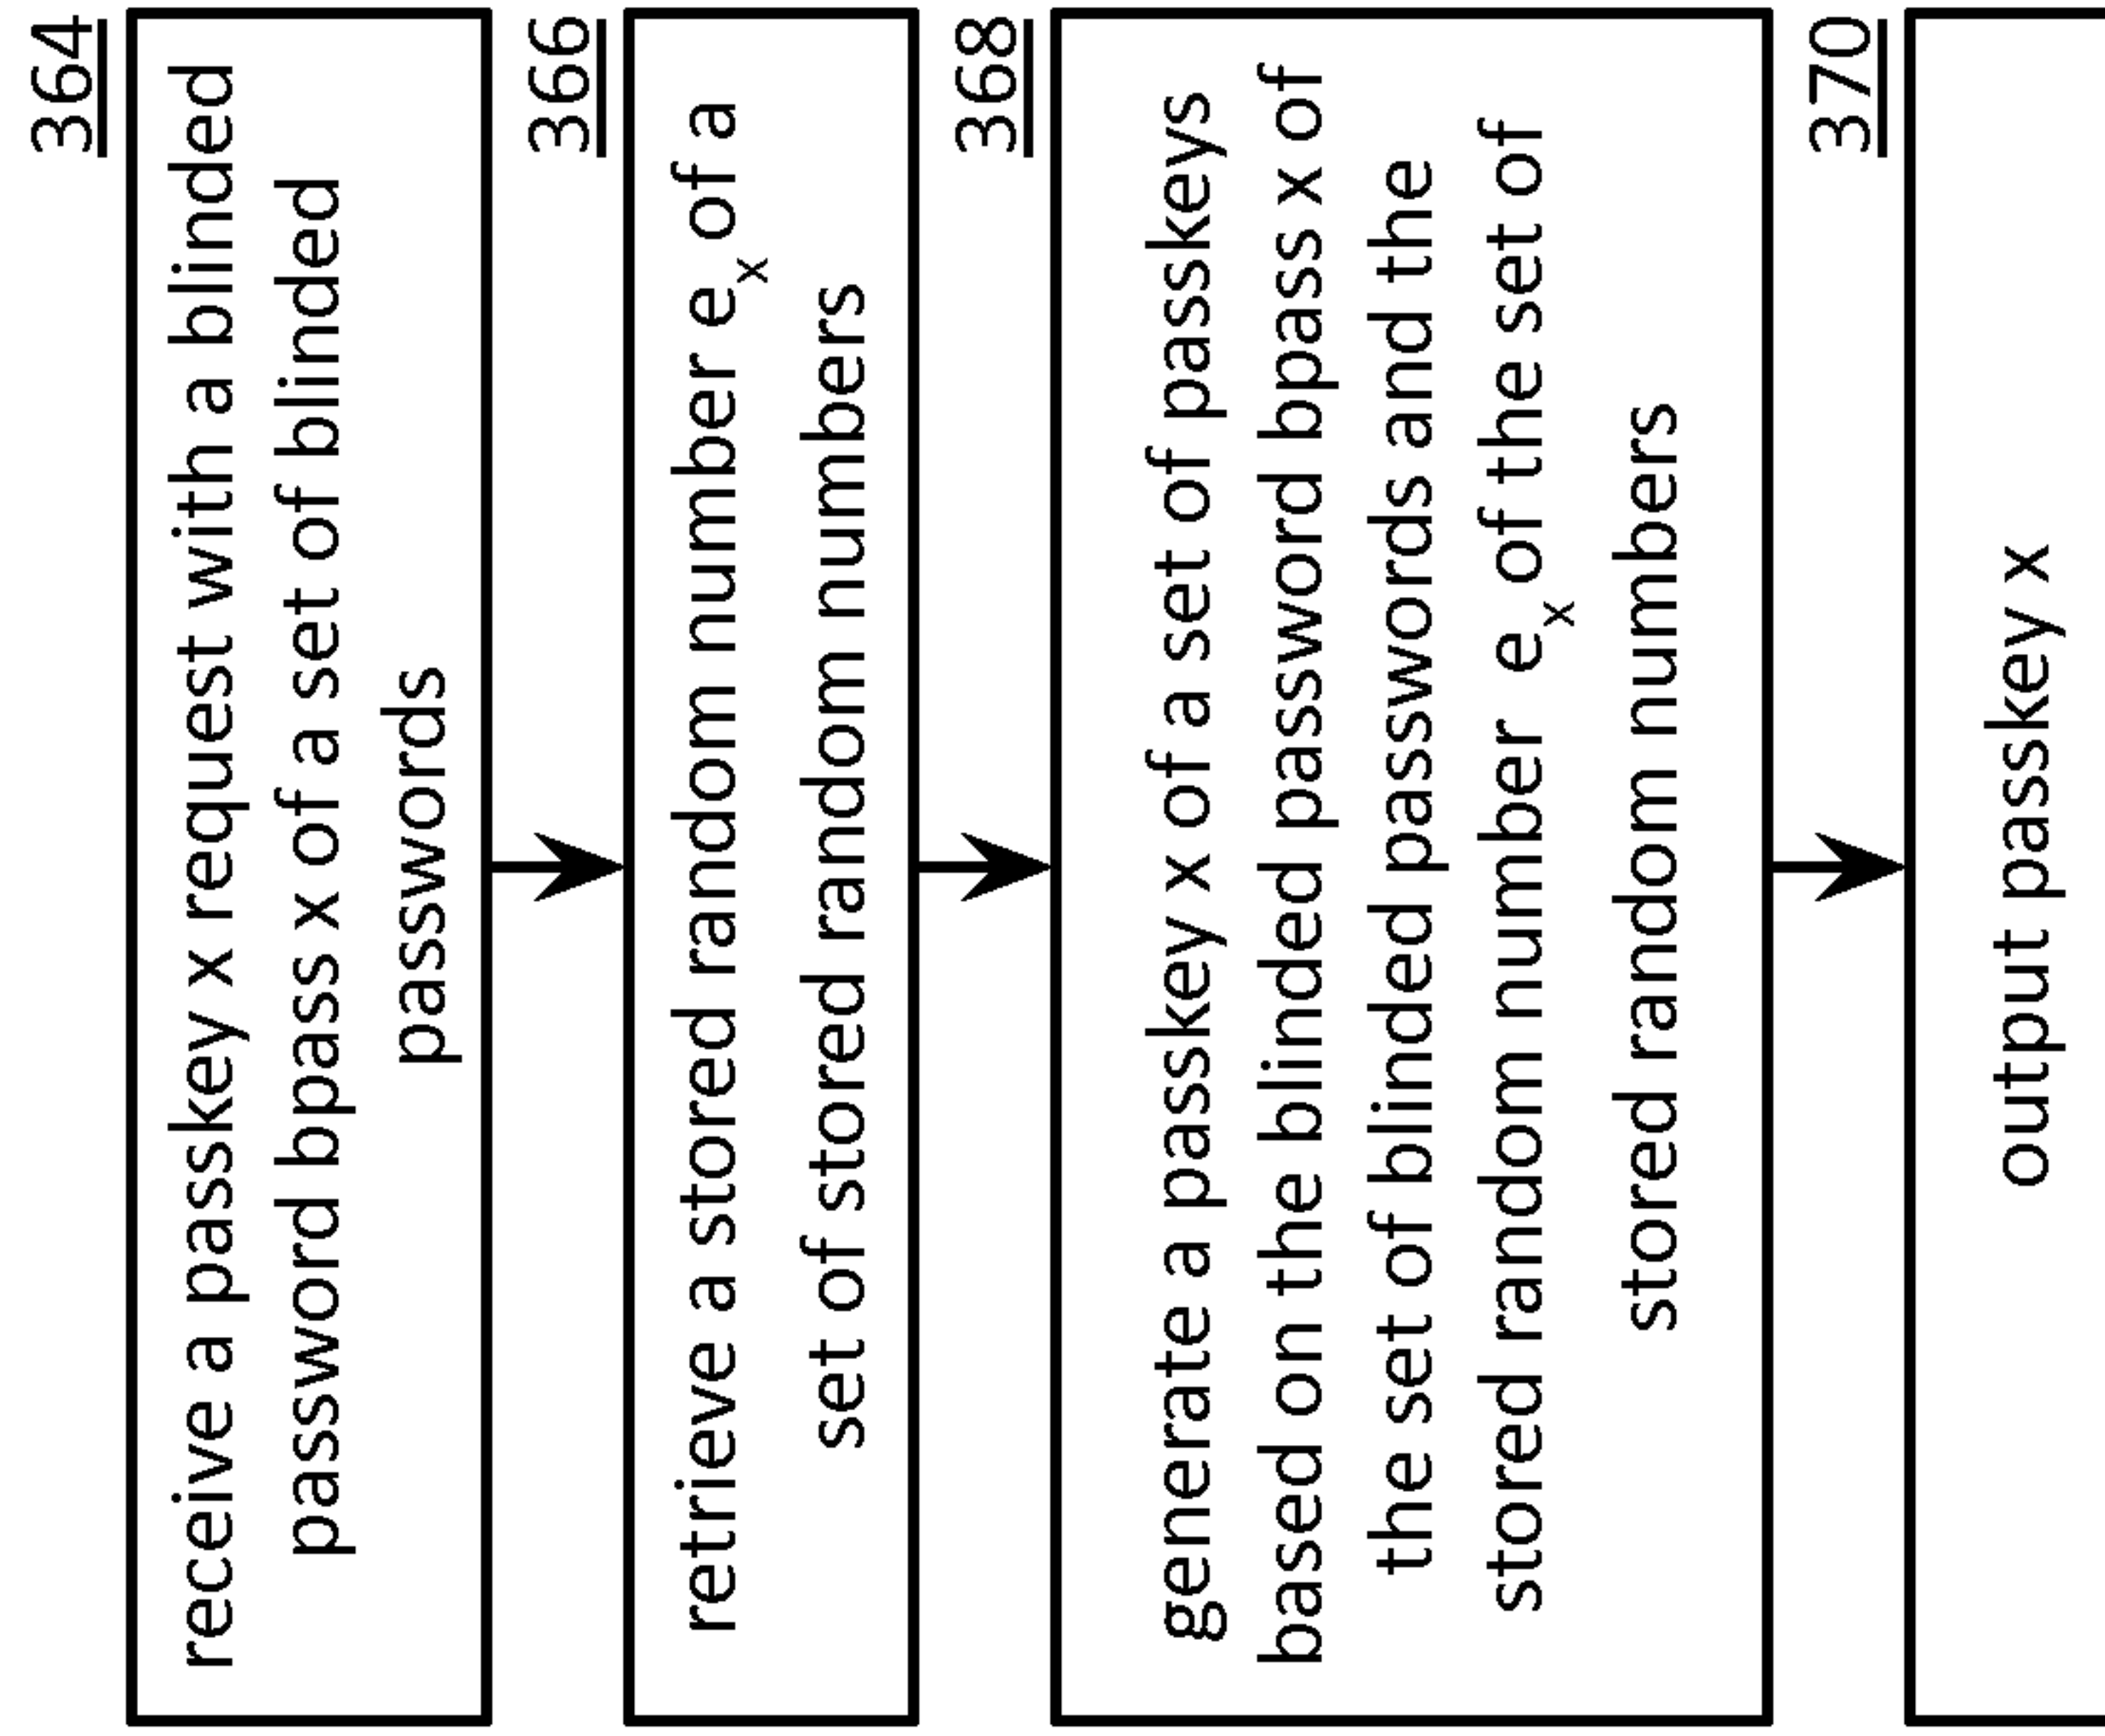 364
receive a passkey x request with a blinded
password bpass x of a set of blinded
passwords
366
retrieve a stored random number eₓ of a
set of stored random numbers
368
generate a passkey x of a set of passkeys
based on the blinded password bpass x of
the set of blinded passwords and the
stored random number eₓ of the set of
stored random numbers
370
output passkey x